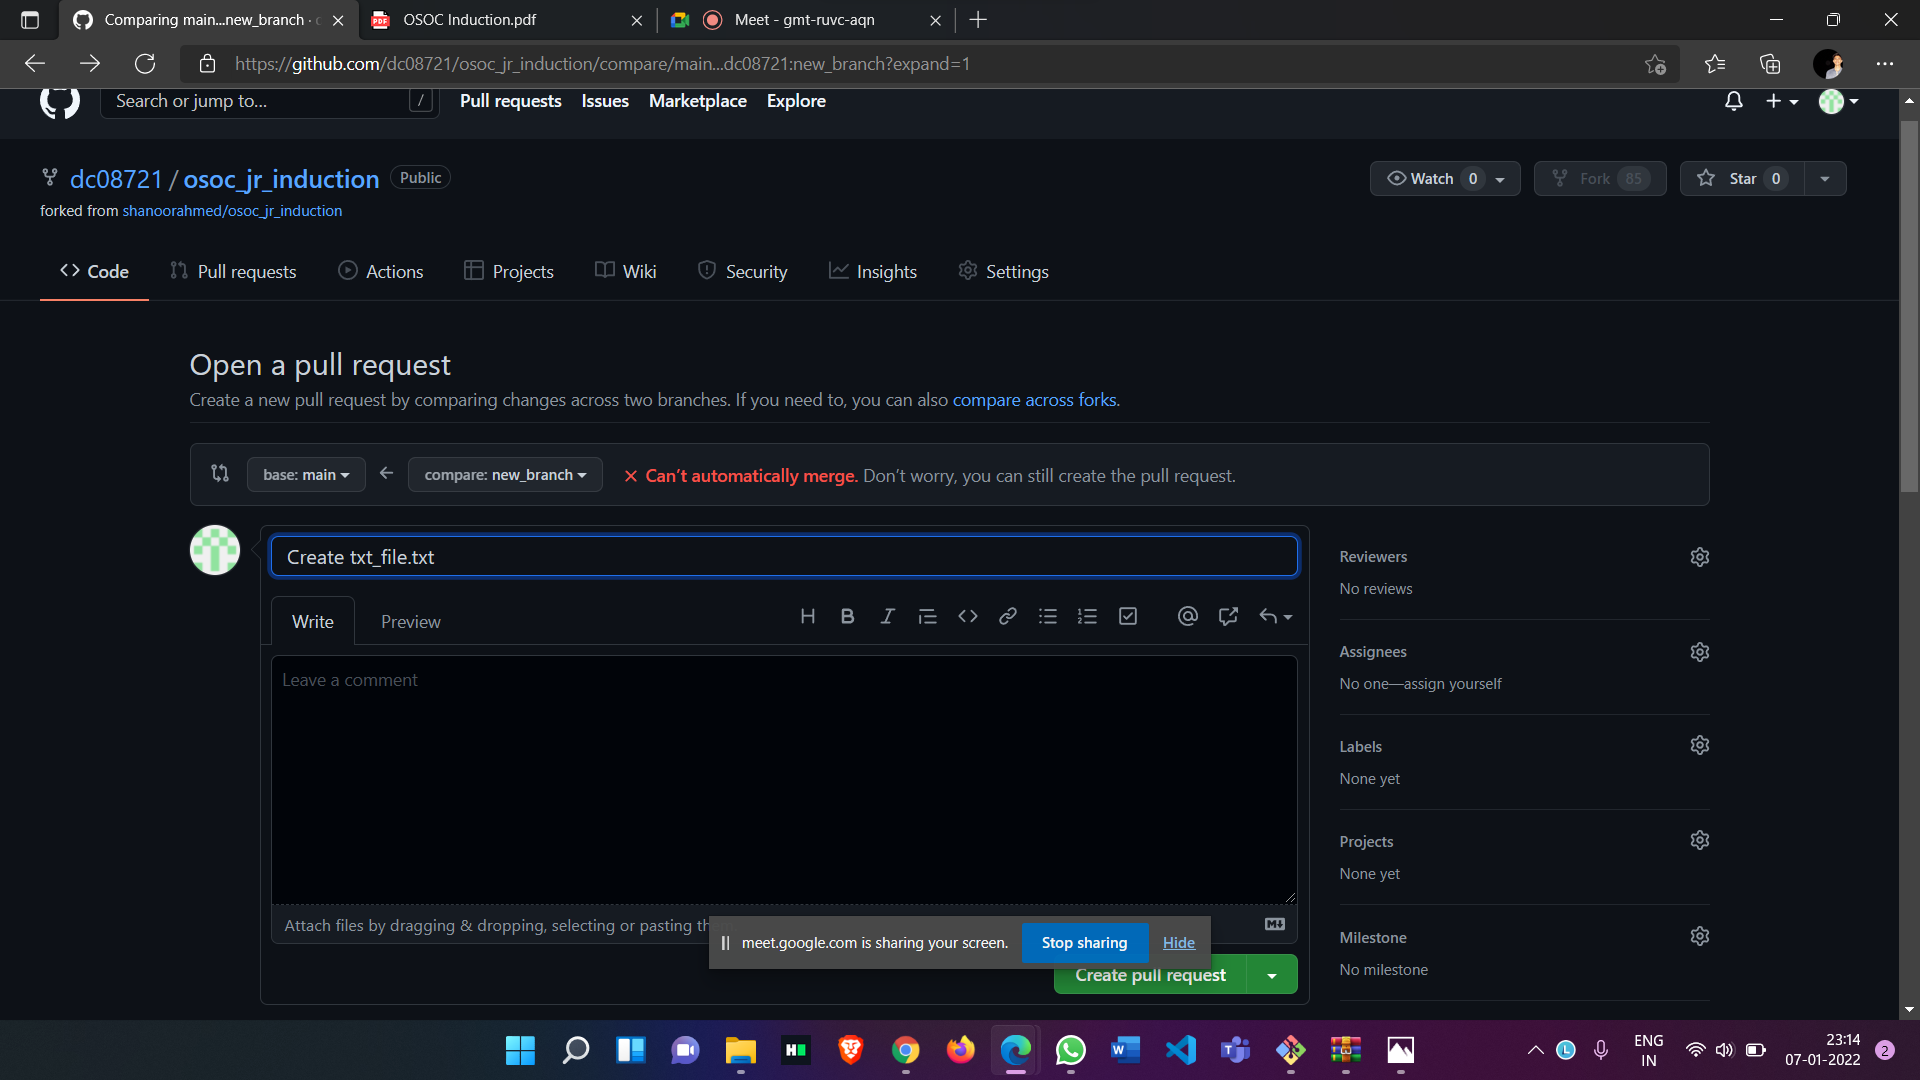 Comparing main...new_branch ·
OSOC Induction.pdf
Meet - gmt-ruvc-aqn
https://github.com/dc08721/osoc_jr_induction/compare/main...dc08721:new_branch?expand=1
Search or jump to... /
Pull requests Issues Marketplace Explore
dc08721 / osoc_jr_induction Public
Watch 0 Fork 85 Star 0
forked from shanoorahmed/osoc_jr_induction
Code Pull requests Actions Projects Wiki Security Insights Settings
Open a pull request
Create a new pull request by comparing changes across two branches. If you need to, you can also compare across forks.
base: main compare: new_branch Can't automatically merge. Don't worry, you can still create the pull request.
Create txt_file.txt
Write Preview
Leave a comment
Attach files by dragging & dropping, selecting or pasting
meet.google.com is sharing your screen. Stop sharing Hide
Create pull request
Reviewers
No reviews
Assignees
No one—assign yourself
Labels
None yet
Projects
None yet
Milestone
No milestone
ENG
IN
23:14
07-01-2022
2